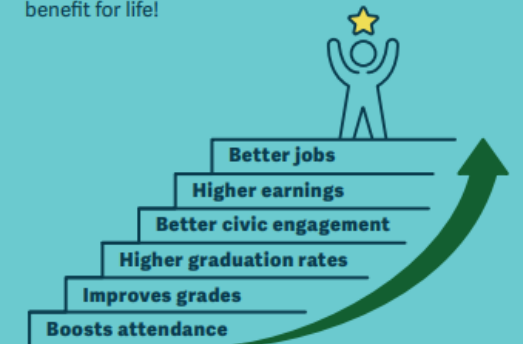 benefit for life!
Better jobs
Higher earnings
Better civic engagement
Higher graduation rates
Improves grades
Boosts attendance